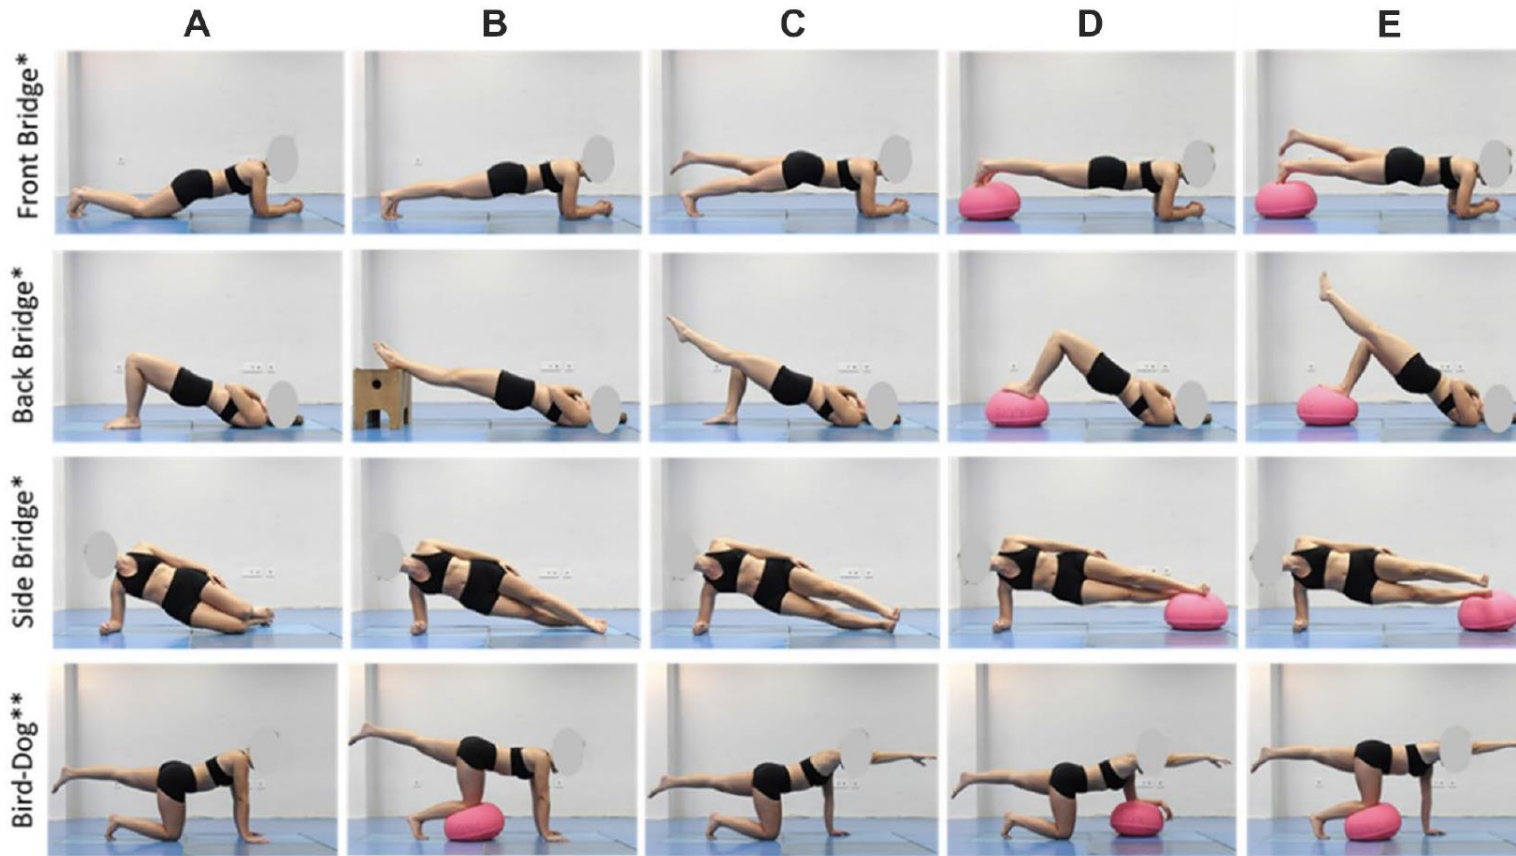 A B C D E
Front Bridge*
Back Bridge*
Side Bridge*
Bird-Dog**